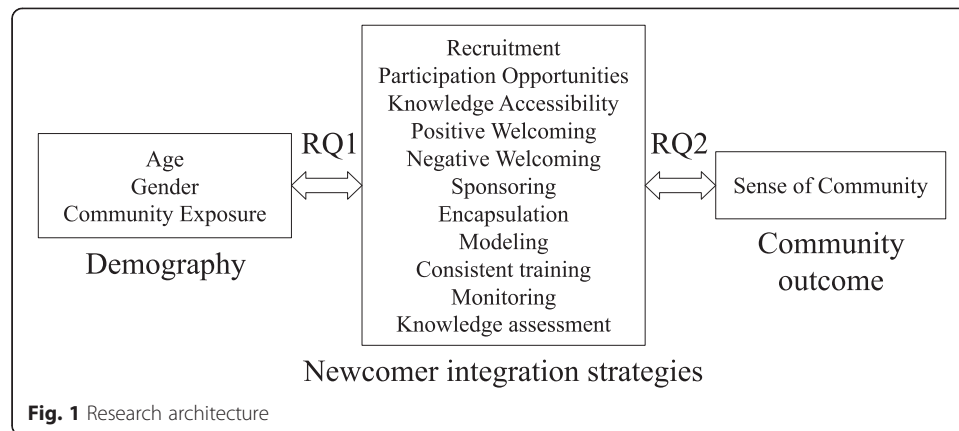 Age
Gender
Community Exposure
Demography
RQ1
Recruitment
Participation Opportunities
Knowledge Accessibility
Positive Welcoming
Negative Welcoming
Sponsoring
Encapsulation
Modeling
Consistent training
Monitoring
Knowledge assessment
Newcomer integration strategies
RQ2
Sense of Community
Community
outcome
Fig. 1 Research architecture